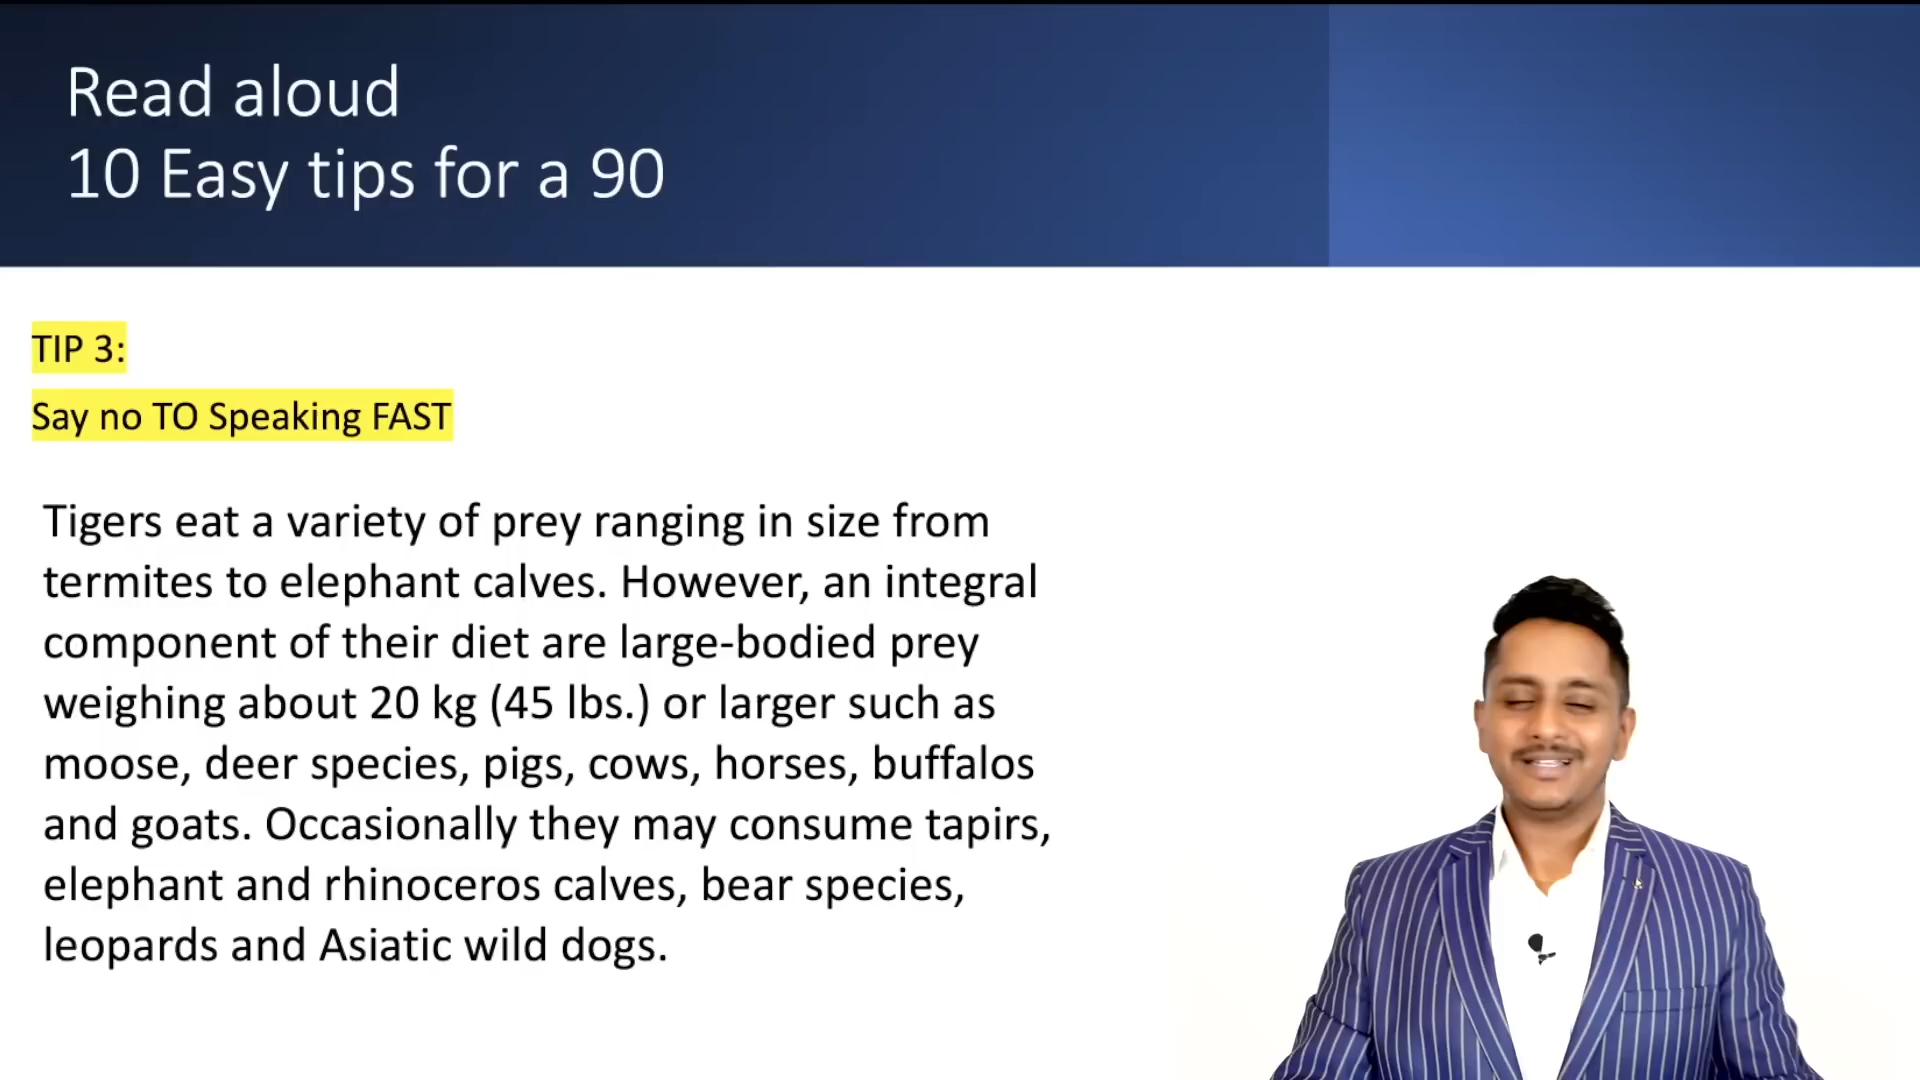 Read aloud
10 Easy tips for a 90
TIP 3:
Say no TO Speaking FAST
Tigers eat a variety of prey ranging in size from
termites to elephant calves. However, an integral
component of their diet are large-bodied prey
weighing about 20 kg (45 lbs.) or larger such as
moose, deer species, pigs, cows, horses, buffalos
and goats. Occasionally they may consume tapirs,
elephant and rhinoceros calves, bear species,
leopards and Asiatic wild dogs.